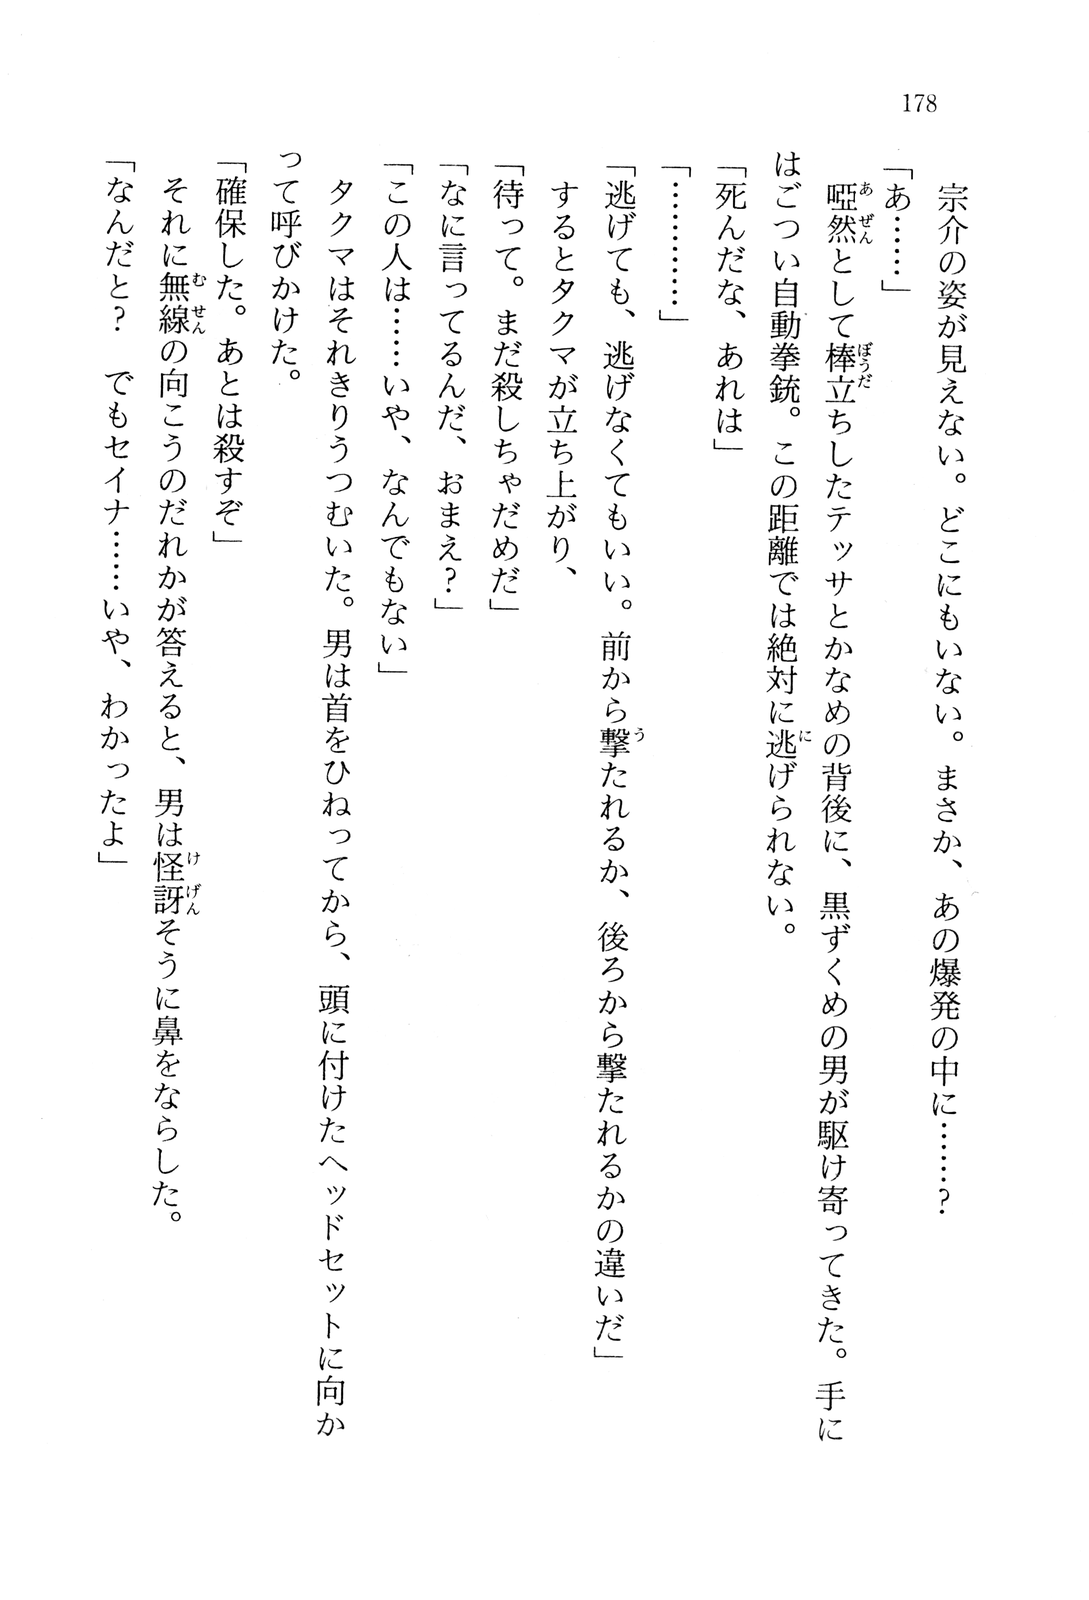 178
宗介の姿が見えない。どこにもいない。まさか、あの爆発の中に……?
「あ……」
啞然として棒立ちしたテッサとかなめの背後に、黒ずくめの男が駆け寄ってきた。手に
はごつい自動拳銃。この距離では絶対に逃げられない。
「死んだな、あれは」
「…………」
「逃げても、逃げなくてもいい。前から撃たれるか、後ろから撃たれるかの違いだ」
するとタクマが立ち上がり、
「待って。まだ殺しちゃだめだ」
「なに言ってるんだ、おまえ?」
「この人は……いや、なんでもない」
タクマはそれきりうつむいた。男は首をひねってから、頭に付けたヘッドセットに向か
って呼びかけた。
「確保した。あとは殺すぞ」
それに無線の向こうのだれかが答えると、男は怪訝そうに鼻をならした。
「なんだと? でもセイナ……いや、わかったよ」